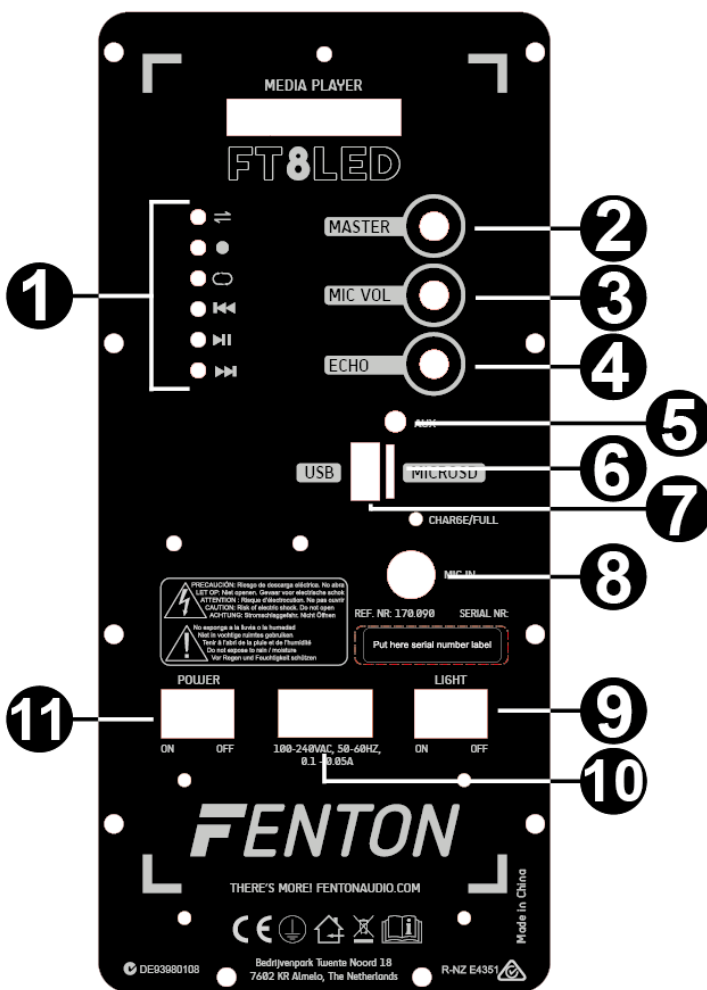 MEDIA PLAYER
FT8LED
1
MASTER
2
MIC VOL
3
ECHO
4
AUX
5
USB
MICROSD
6
7
CHAR6E/FULL
MIC IN
8
PRECAUCIÓN: Riesgo de descarga eléctrica. No abra
LET OP: Niet openen. Gevaar voor electrische schok
ATTENTION : Risque d'électrocution. Ne pas ouvrir
CAUTION: Risk of electric shock. Do not open
ACHTUNG: Stromschlaggefahr. Nicht Öffnen
No exponga a la lluvia o la humedad
Niet in vochtige ruimtes gebruiken
Tenir à l'abri de la pluie et de l'humidité
Do not expose to rain / moisture
Vor Regen und Feuchtigkeit schützen
REF. NR: 170.090 SERIAL NR:
Put here serial number label
POWER
LIGHT
11
9
ON OFF
100-240VAC, 50-60HZ,
0.1 - 0.05A
ON OFF
10
FENTON
THERE'S MORE! FENTONAUDIO.COM
Made in China
CE
i
DE93980108
Bedrijvenpark Twente Noord 18
7602 KR Almelo, The Netherlands
R-NZ E4351